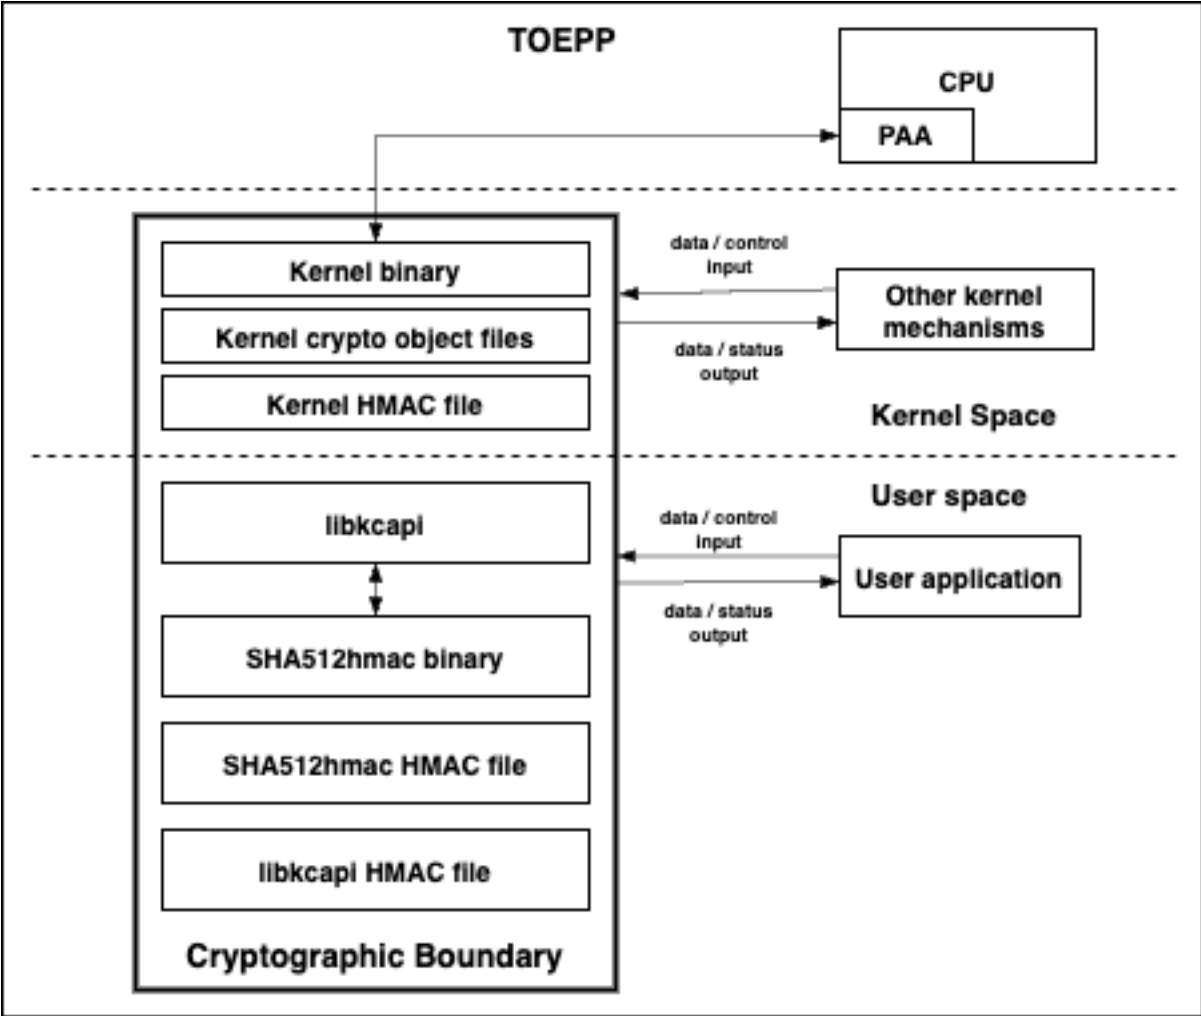 TOEPP
CPU
PAA
Kernel binary
Kernel crypto object files
Kernel HMAC file
data / control
input
data / status
output
Other kernel
mechanisms
Kernel Space
User space
libkcapi
SHA512hmac binary
SHA512hmac HMAC file
libkcapi HMAC file
data / control
input
data / status
output
User application
Cryptographic Boundary